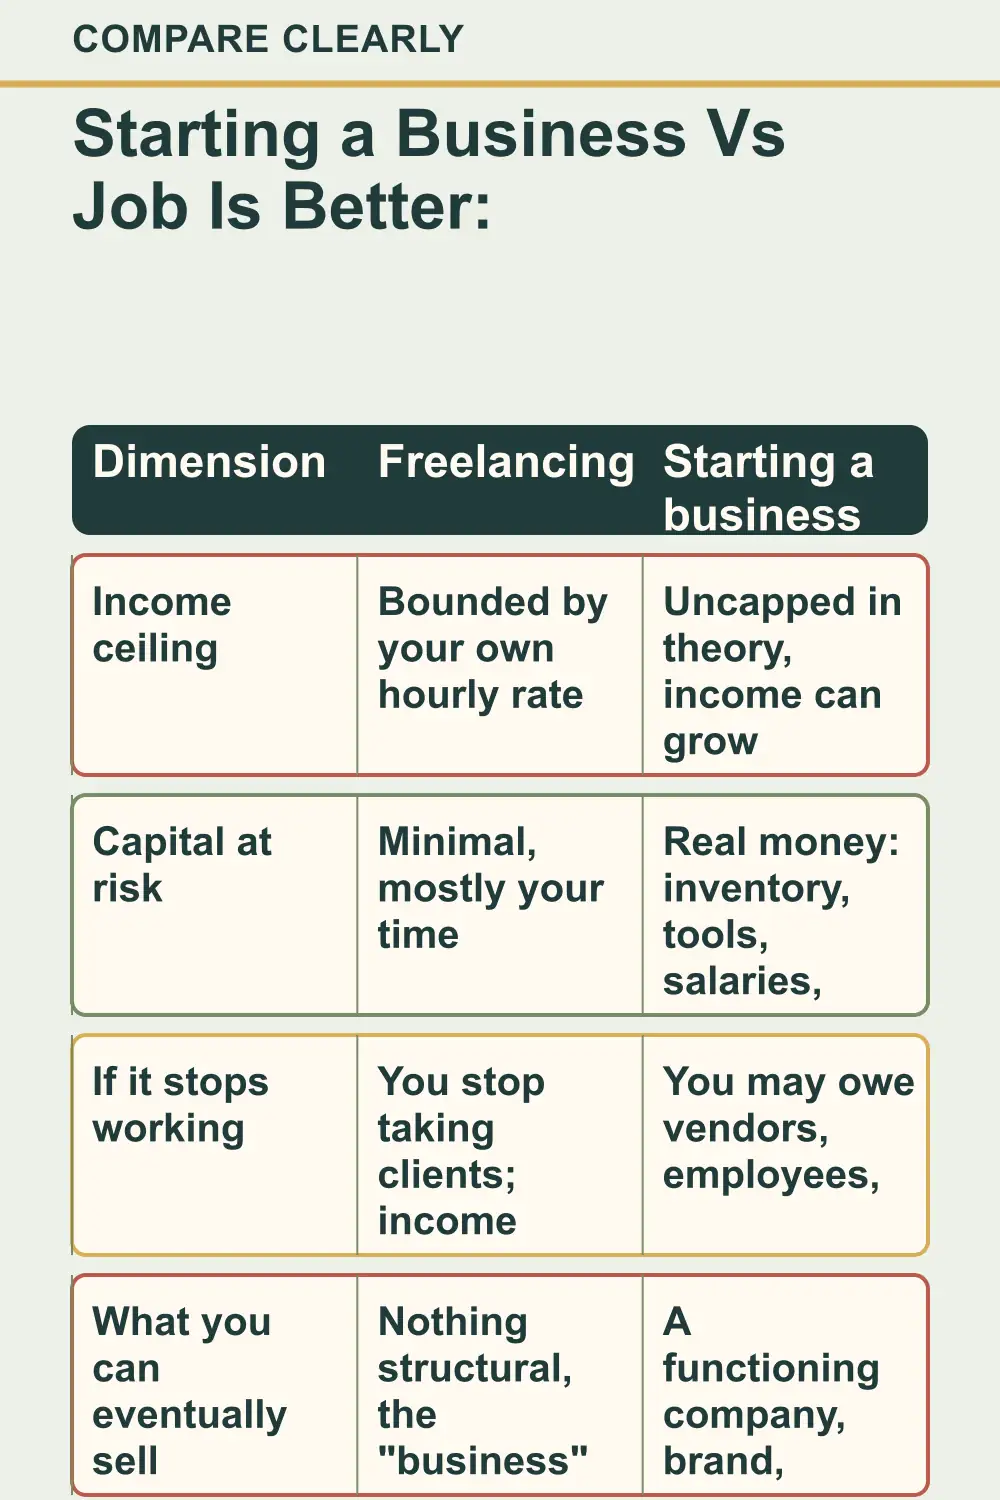 COMPARE CLEARLY
Starting a Business Vs
Job Is Better:
Dimension
Freelancing
Starting a
business
Income
ceiling
Bounded by
your own
hourly rate
Uncapped in
theory,
income can
grow
Capital at
risk
Minimal,
mostly your
time
Real money:
inventory,
tools,
salaries,
If it stops
working
You stop
taking
clients;
income
You may owe
vendors,
employees,
What you
can
eventually
sell
Nothing
structural,
the
"business"
A
functioning
company,
brand,